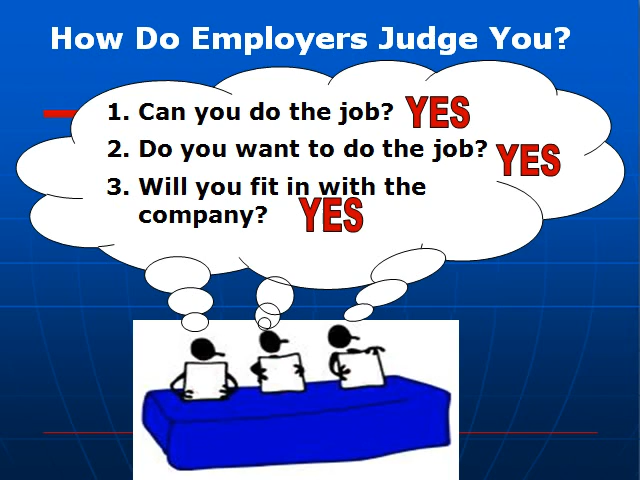 How Do Employers Judge You?
1. Can you do the job? YES
2. Do you want to do the job? YES
3. Will you fit in with the
company? YES